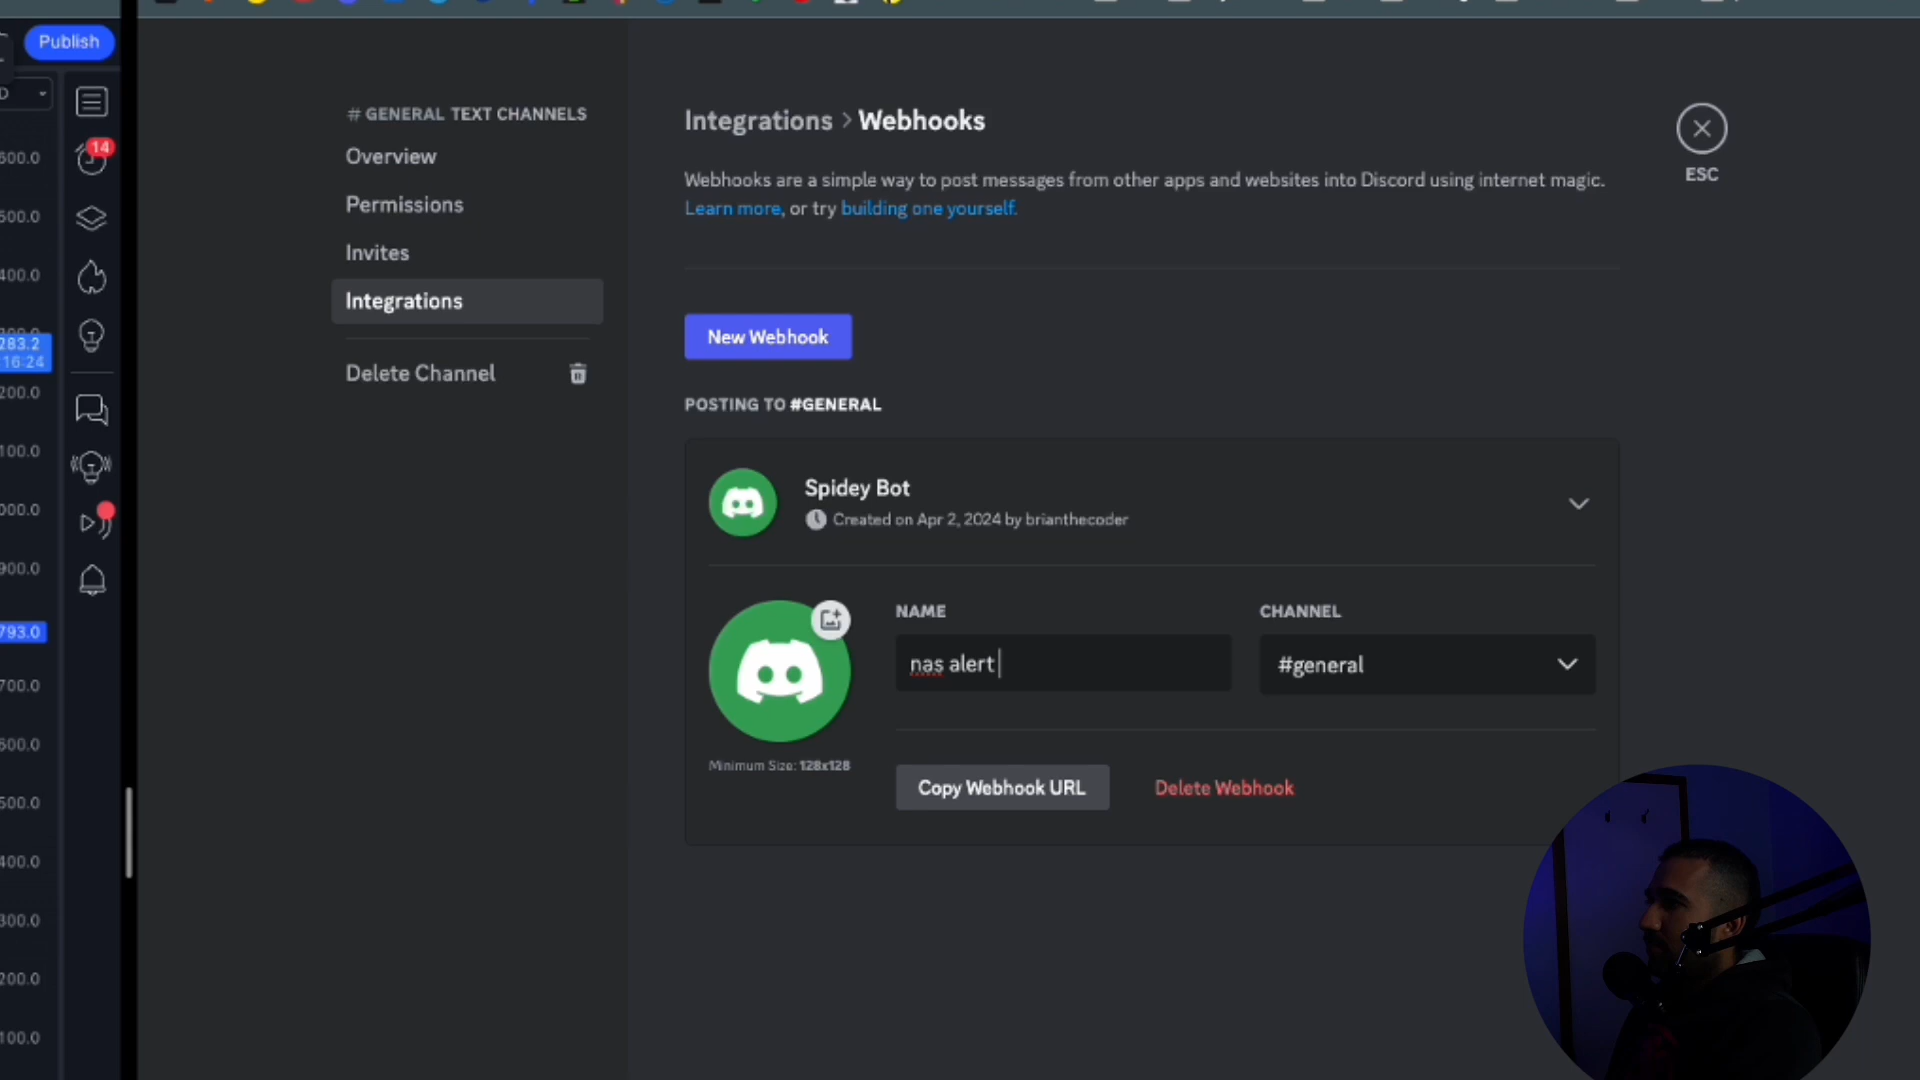 Publish
D
14
600.0
500.0
400.0
283.2
16:24
200.0
100.0
000.0
900.0
793.0
700.0
600.0
500.0
400.0
300.0
200.0
100.0
# GENERAL TEXT CHANNELS
Overview
Permissions
Invites
Integrations
Delete Channel
Integrations > Webhooks
Webhooks are a simple way to post messages from other apps and websites into Discord using internet magic.
Learn more, or try building one yourself.
ESC
New Webhook
POSTING TO #GENERAL
Spidey Bot
Created on Apr 2, 2024 by brianthecoder
NAME
CHANNEL
nas alert
#general
Minimum Size: 128x128
Copy Webhook URL
Delete Webhook